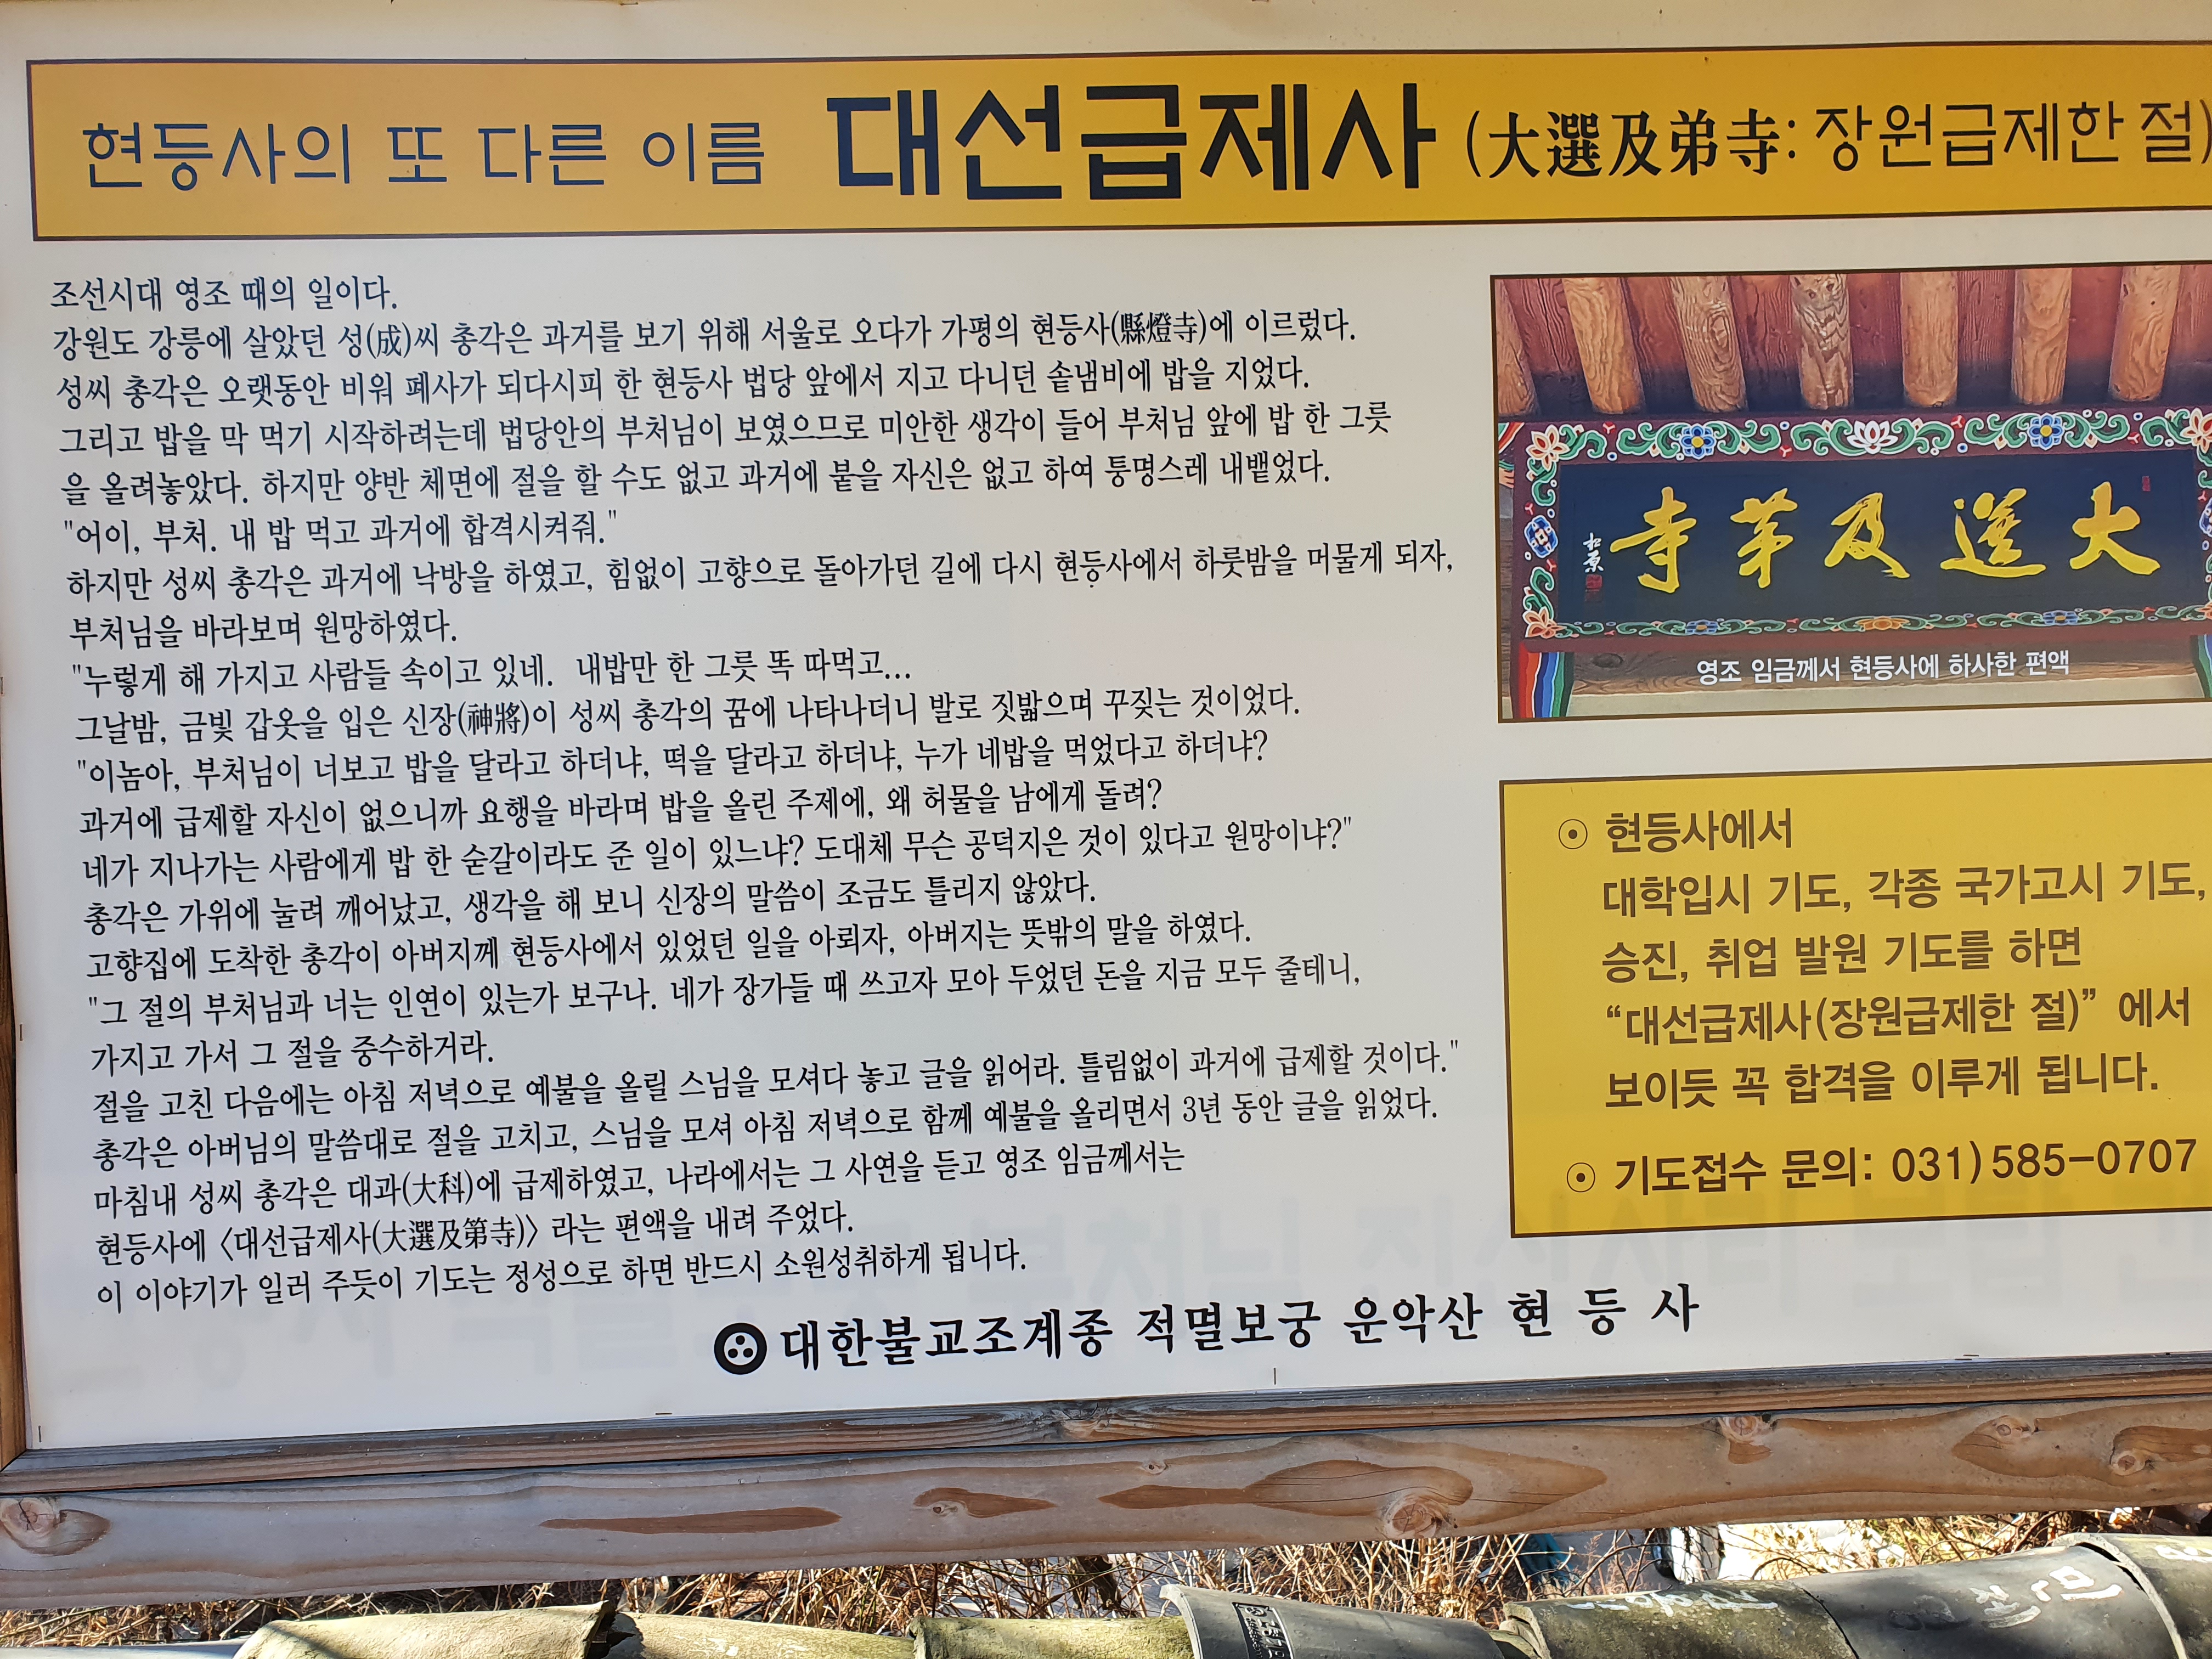 현등사의 또 다른 이름 대선급제사 (大選及弟寺: 장원급제한 절)
조선시대 영조 때의 일이다.
강원도 강릉에 살았던 성(成)씨 총각은 과거를 보기 위해 서울로 오다가 가평의 현등사(縣燈寺)에 이르렀다.
성씨 총각은 오랫동안 비워 폐사가 되다시피 한 현등사 법당 앞에서 지고 다니던 솥냄비에 밥을 지었다.
그리고 밥을 막 먹기 시작하려는데 법당안의 부처님이 보였으므로 미안한 생각이 들어 부처님 앞에 밥 한 그릇
을 올려놓았다. 하지만 양반 체면에 절을 할 수도 없고 과거에 붙을 자신은 없고 하여 퉁명스레 내뱉었다.
"어이, 부처. 내 밥 먹고 과거에 합격시켜줘."
하지만 성씨 총각은 과거에 낙방을 하였고, 힘없이 고향으로 돌아가던 길에 다시 현등사에서 하룻밤을 머물게 되자,
부처님을 바라보며 원망하였다.
"누렇게 해 가지고 사람들 속이고 있네. 내밥만 한 그릇 똑 따먹고...
그날밤, 금빛 갑옷을 입은 신장(神將)이 성씨 총각의 꿈에 나타나더니 발로 짓밟으며 꾸짖는 것이었다.
"이놈아, 부처님이 너보고 밥을 달라고 하더냐, 떡을 달라고 하더냐, 누가 네밥을 먹었다고 하더냐?
과거에 급제할 자신이 없으니까 요행을 바라며 밥을 올린 주제에, 왜 허물을 남에게 돌려?
네가 지나가는 사람에게 밥 한 숟갈이라도 준 일이 있느냐? 도대체 무슨 공덕지은 것이 있다고 원망이냐?"
총각은 가위에 눌려 깨어났고, 생각을 해 보니 신장의 말씀이 조금도 틀리지 않았다.
고향집에 도착한 총각이 아버지께 현등사에서 있었던 일을 아뢰자, 아버지는 뜻밖의 말을 하였다.
"그 절의 부처님과 너는 인연이 있는가 보구나. 네가 장가들 때 쓰고자 모아 두었던 돈을 지금 모두 줄테니,
가지고 가서 그 절을 중수하거라.
절을 고친 다음에는 아침 저녁으로 예불을 올릴 스님을 모셔다 놓고 글을 읽어라. 틀림없이 과거에 급제할 것이다."
총각은 아버님의 말씀대로 절을 고치고, 스님을 모셔 아침 저녁으로 함께 예불을 올리면서 3년 동안 글을 읽었다.
마침내 성씨 총각은 대과(大科)에 급제하였고, 나라에서는 그 사연을 듣고 영조 임금께서는
현등사에 〈대선급제사(大選及第寺)〉 라는 편액을 내려 주었다.
이 이야기가 일러 주듯이 기도는 정성으로 하면 반드시 소원성취하게 됩니다.
대한불교조계종 적멸보궁 운악산 현 등 사
寺 苐 及 選 大
영조 임금께서 현등사에 하사한 편액
⊙ 현등사에서
대학입시 기도, 각종 국가고시 기도,
승진, 취업 발원 기도를 하면
“대선급제사(장원급제한 절)” 에서
보이듯 꼭 합격을 이루게 됩니다.
⊙ 기도접수 문의: 031)585-0707